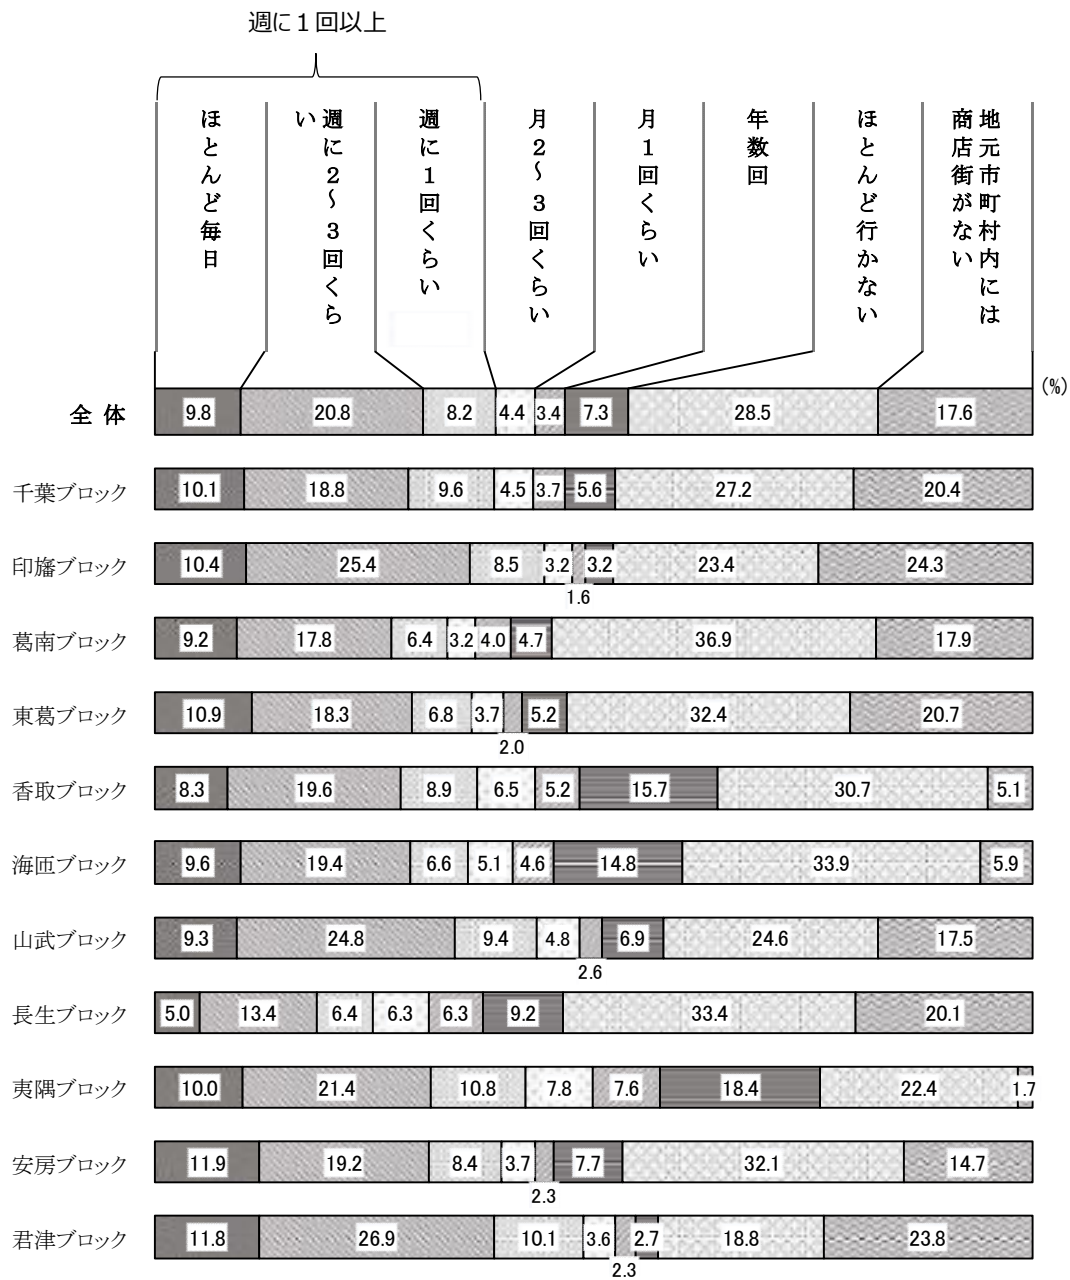 週に１回以上
ほとんど毎日
週に２～３回くら
い
週に１回くらい
月２～３回くらい
月１回くらい
年数回
ほとんど行かない
地元市町村内には
商店街がない
(%)
全体 9.8 20.8 8.2 4.4 3.4 7.3 28.5 17.6
千葉ブロック 10.1 18.8 9.6 4.5 3.7 5.6 27.2 20.4
印旛ブロック 10.4 25.4 8.5 3.2 3.2 23.4 24.3
1.6
葛南ブロック 9.2 17.8 6.4 3.2 4.0 4.7 36.9 17.9
東葛ブロック 10.9 18.3 6.8 3.7 5.2 32.4 20.7
2.0
香取ブロック 8.3 19.6 8.9 6.5 5.2 15.7 30.7 5.1
海匝ブロック 9.6 19.4 6.6 5.1 4.6 14.8 33.9 5.9
山武ブロック 9.3 24.8 9.4 4.8 6.9 24.6 17.5
2.6
長生ブロック 5.0 13.4 6.4 6.3 6.3 9.2 33.4 20.1
夷隅ブロック 10.0 21.4 10.8 7.8 7.6 18.4 22.4 1.7
安房ブロック 11.9 19.2 8.4 3.7 7.7 32.1 14.7
2.3
君津ブロック 11.8 26.9 10.1 3.6 2.7 18.8 23.8
2.3